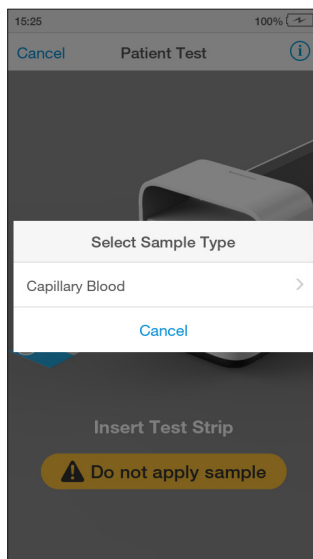 15:25 100%
Cancel Patient Test
Select Sample Type
Capillary Blood
Cancel
Insert Test Strip
Do not apply sample